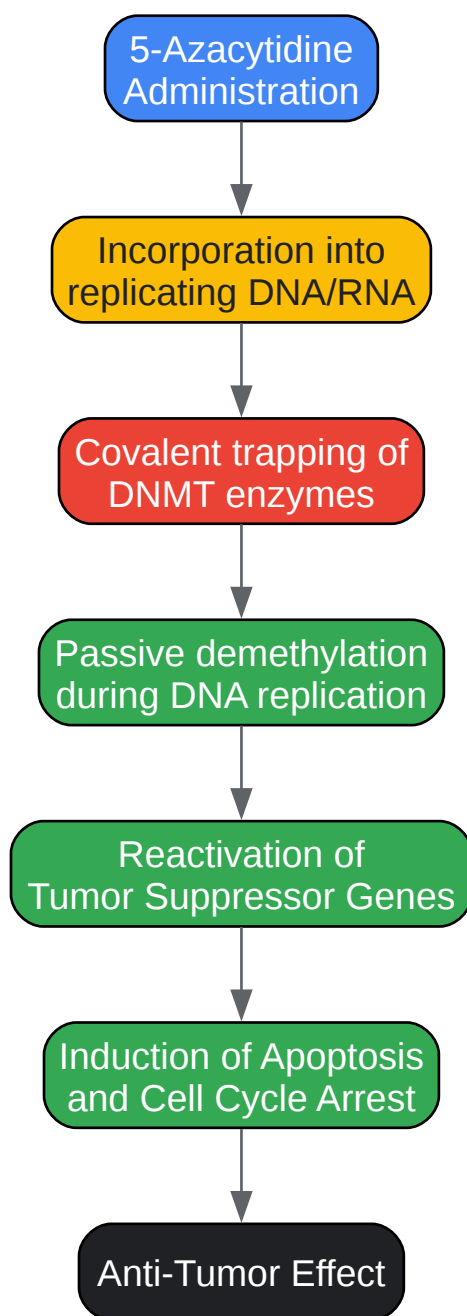 5-Azacytidine
Administration
Incorporation into
replicating DNA/RNA
Covalent trapping of
DNMT enzymes
Passive demethylation
during DNA replication
Reactivation of
Tumor Suppressor Genes
Induction of Apoptosis
and Cell Cycle Arrest
Anti-Tumor Effect